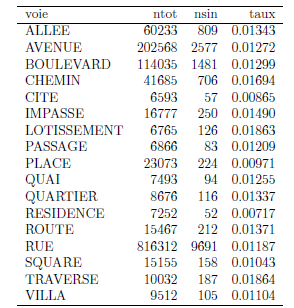 voie ntot nsin taux
ALLEE 60233 809 0.01343
AVENUE 202568 2577 0.01272
BOULEVARD 114035 1481 0.01299
CHEMIN 41685 706 0.01694
CITE 6593 57 0.00865
IMPASSE 16777 250 0.01490
LOTISSEMENT 6765 126 0.01863
PASSAGE 6866 83 0.01209
PLACE 23073 224 0.00971
QUAI 7493 94 0.01255
QUARTIER 8676 116 0.01337
RESIDENCE 7252 52 0.00717
ROUTE 15467 212 0.01371
RUE 816312 9691 0.01187
SQUARE 15155 158 0.01043
TRAVERSE 10032 187 0.01864
VILLA 9512 105 0.01104